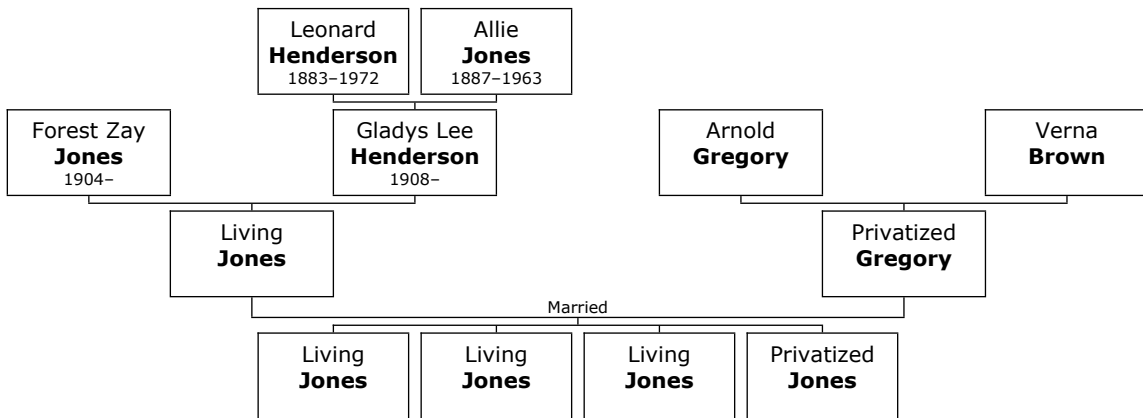 Leonard
Henderson
1883–1972
Allie
Jones
1887–1963
Forest Zay
Jones
1904–
Gladys Lee
Henderson
1908–
Arnold
Gregory
Verna
Brown
Living
Jones
Privatized
Gregory
Married
Living
Jones
Living
Jones
Living
Jones
Privatized
Jones